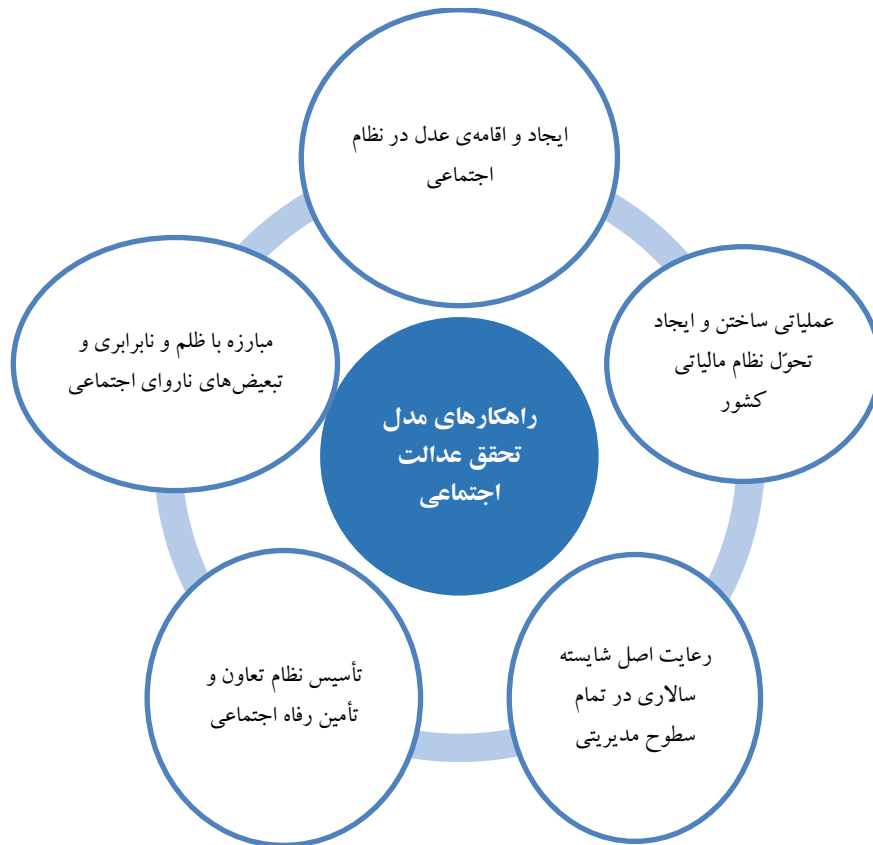 ایجاد و اقامه‌ی عدل در نظام
اجتماعی
عملیاتی ساختن و ایجاد
تحوّل نظام مالیاتی
کشور
رعایت اصل شایسته
سالاری در تمام
سطوح مدیریتی
تأسیس نظام تعاون و
تأمین رفاه اجتماعی
مبارزه با ظلم و نابرابری و
تبعیض‌های ناروای اجتماعی
راهکارهای مدل
تحقق عدالت
اجتماعی